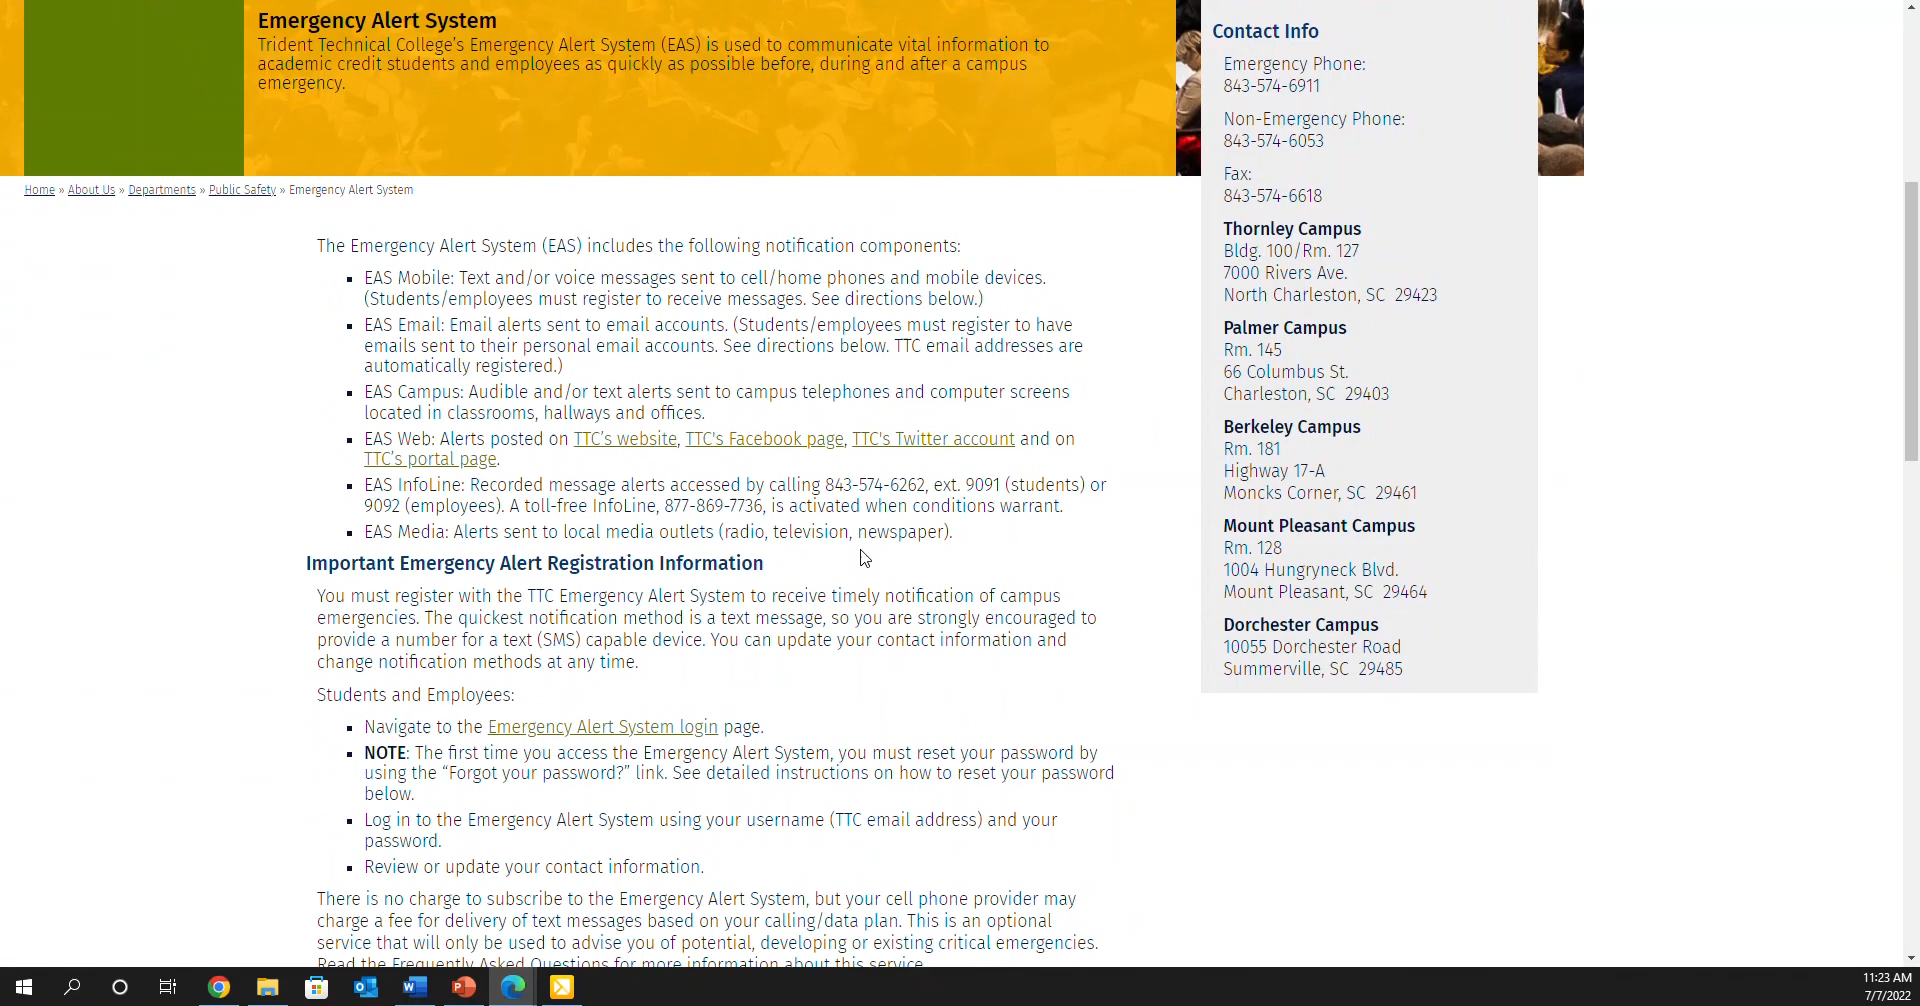 Emergency Alert System
Trident Technical College's Emergency Alert System (EAS) is used to communicate vital information to
academic credit students and employees as quickly as possible before, during and after a campus
emergency.
Home » About Us » Departments » Public Safety » Emergency Alert System
The Emergency Alert System (EAS) includes the following notification components:
▪ EAS Mobile: Text and/or voice messages sent to cell/home phones and mobile devices.
(Students/employees must register to receive messages. See directions below.)
▪ EAS Email: Email alerts sent to email accounts. (Students/employees must register to have
emails sent to their personal email accounts. See directions below. TTC email addresses are
automatically registered.)
▪ EAS Campus: Audible and/or text alerts sent to campus telephones and computer screens
located in classrooms, hallways and offices.
▪ EAS Web: Alerts posted on TTC's website, TTC's Facebook page, TTC's Twitter account and on
TTC's portal page.
▪ EAS InfoLine: Recorded message alerts accessed by calling 843-574-6262, ext. 9091 (students) or
9092 (employees). A toll-free InfoLine, 877-869-7736, is activated when conditions warrant.
▪ EAS Media: Alerts sent to local media outlets (radio, television, newspaper).
Important Emergency Alert Registration Information
You must register with the TTC Emergency Alert System to receive timely notification of campus
emergencies. The quickest notification method is a text message, so you are strongly encouraged to
provide a number for a text (SMS) capable device. You can update your contact information and
change notification methods at any time.
Students and Employees:
▪ Navigate to the Emergency Alert System login page.
▪ NOTE: The first time you access the Emergency Alert System, you must reset your password by
using the “Forgot your password?” link. See detailed instructions on how to reset your password
below.
▪ Log in to the Emergency Alert System using your username (TTC email address) and your
password.
▪ Review or update your contact information.
There is no charge to subscribe to the Emergency Alert System, but your cell phone provider may
charge a fee for delivery of text messages based on your calling/data plan. This is an optional
service that will only be used to advise you of potential, developing or existing critical emergencies.
Read the Frequently Asked Questions for more information about this service.
Contact Info
Emergency Phone:
843-574-6911
Non-Emergency Phone:
843-574-6053
Fax:
843-574-6618
Thornley Campus
Bldg. 100/Rm. 127
7000 Rivers Ave.
North Charleston, SC 29423
Palmer Campus
Rm. 145
66 Columbus St.
Charleston, SC 29403
Berkeley Campus
Rm. 181
Highway 17-A
Moncks Corner, SC 29461
Mount Pleasant Campus
Rm. 128
1004 Hungryneck Blvd.
Mount Pleasant, SC 29464
Dorchester Campus
10055 Dorchester Road
Summerville, SC 29485
11:23 AM
7/7/2022